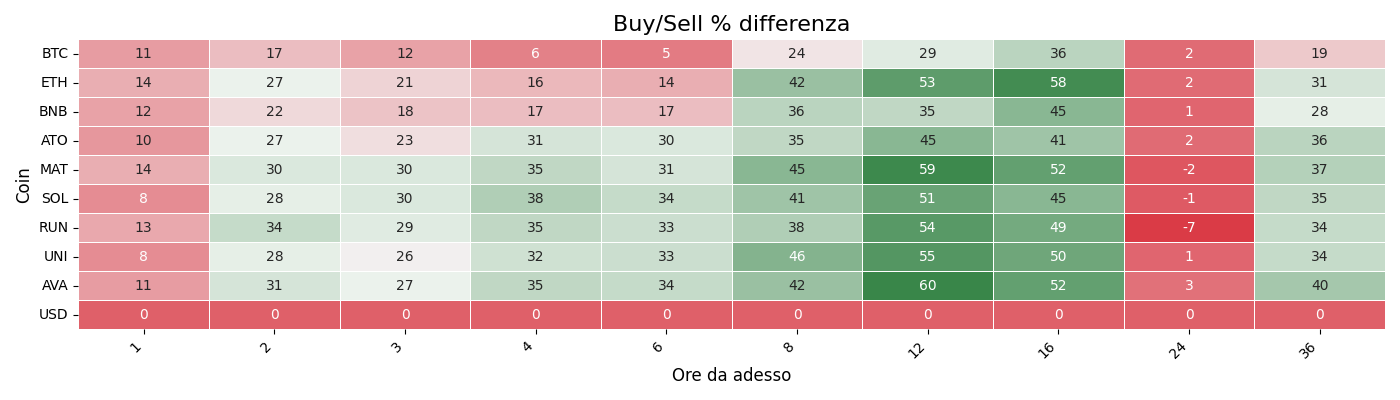 Buy/Sell % differenza
Coin
BTC 11 17 12 6 5 24 29 36 2 19
ETH 14 27 21 16 14 42 53 58 2 31
BNB 12 22 18 17 17 36 35 45 1 28
ATO 10 27 23 31 30 35 45 41 2 36
MAT 14 30 30 35 31 45 59 52 -2 37
SOL 8 28 30 38 34 41 51 45 -1 35
RUN 13 34 29 35 33 38 54 49 -7 34
UNI 8 28 26 32 33 46 55 50 1 34
AVA 11 31 27 35 34 42 60 52 3 40
USD 0 0 0 0 0 0 0 0 0 0
1 2 3 4 6 8 12 16 24 36
Ore da adesso